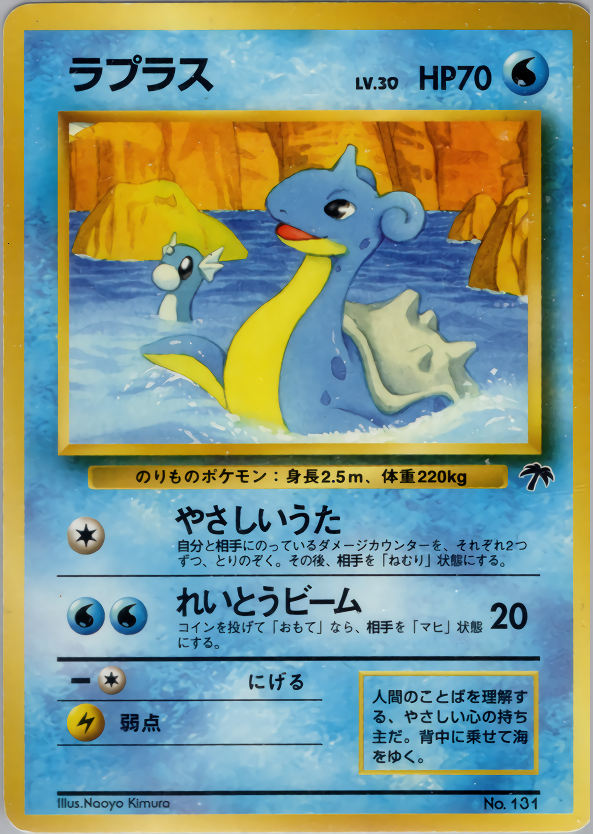 ラプラス LV.30 HP70
のりものポケモン：身長2.5m、体重220kg
やさしいうた
自分と相手にのっているダメージカウンターを、それぞれ2つ
ずつ、とりのぞく。その後、相手を「ねむり」状態にする。
れいとうビーム 20
コインを投げて「おもて」なら、相手を「マヒ」状態
にする。
ー にげる
弱点
人間のことばを理解す
る、やさしい心の持ち
主だ。背中に乗せて海
をゆく。
Illus.Naoyo Kimura No. 131